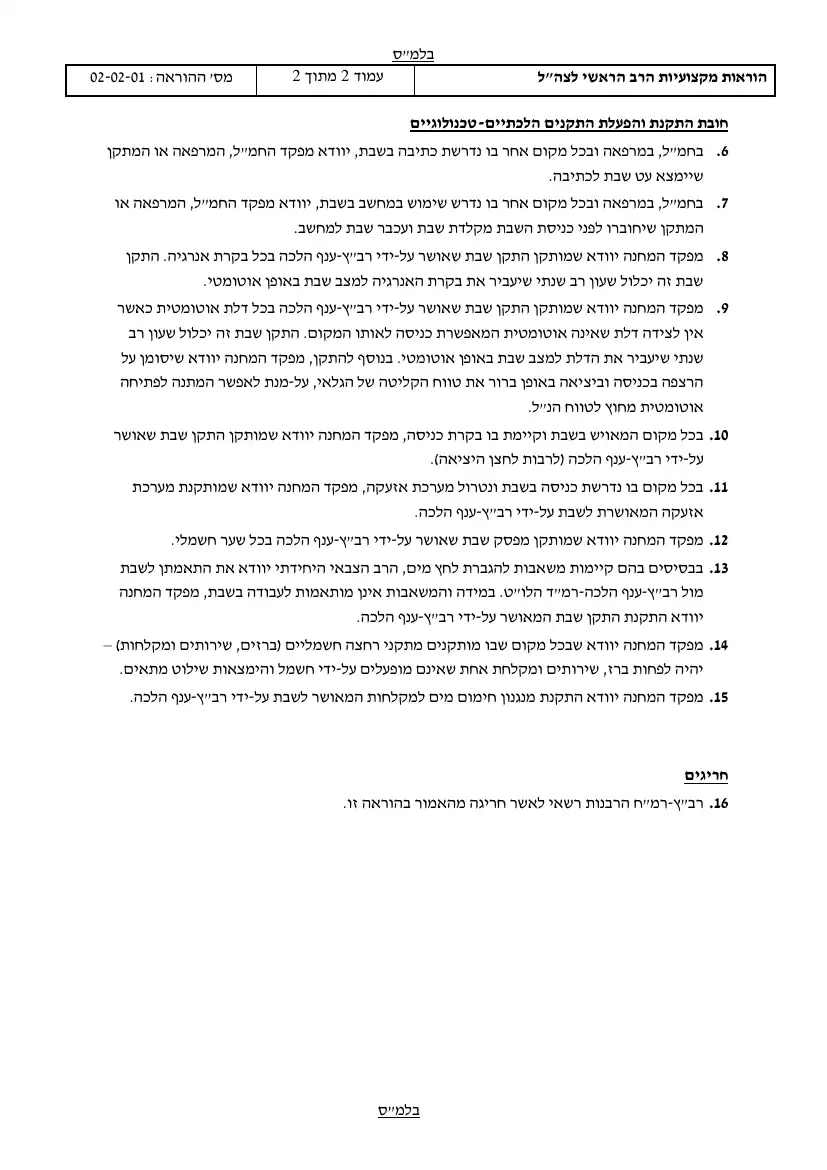 בלמ"ס
הוראות מקצועיות הרב הראשי לצה"ל עמוד 2 מתוך 2 מס' ההוראה: 02-02-01
חובת התקנת והפעלת התקנים הלכתיים-טכנולוגיים
6. בחמ"ל, במרפאה ובכל מקום אחר בו נדרשת כתיבה בשבת, יוודא מפקד החמ"ל, המרפאה או המתקן
שיימצא עט שבת לכתיבה.
7. בחמ"ל, במרפאה ובכל מקום אחר בו נדרש שימוש במחשב בשבת, יוודא מפקד החמ"ל, המרפאה או
המתקן שיחוברו לפני כניסת השבת מקלדת שבת ועכבר שבת למחשב.
8. מפקד המחנה יוודא שמותקן התקן שבת שאושר על-ידי רב"ץ-ענף הלכה בכל בקרת אנרגיה. התקן
שבת זה יכלול שעון רב שנתי שיעביר את בקרת האנרגיה למצב שבת באופן אוטומטי.
9. מפקד המחנה יוודא שמותקן התקן שבת שאושר על-ידי רב"ץ-ענף הלכה בכל דלת אוטומטית כאשר
אין לצידה דלת שאינה אוטומטית המאפשרת כניסה לאותו המקום. התקן שבת זה יכלול שעון רב
שנתי שיעביר את הדלת למצב שבת באופן אוטומטי. בנוסף להתקן, מפקד המחנה יוודא שיסומן על
הרצפה בכניסה וביציאה באופן ברור את טווח הקליטה של הגלאי, על-מנת לאפשר המתנה לפתיחה
אוטומטית מחוץ לטווח הנ"ל.
10. בכל מקום המאויש בשבת וקיימת בו בקרת כניסה, מפקד המחנה יוודא שמותקן התקן שבת שאושר
על-ידי רב"ץ-ענף הלכה (לרבות לחצן היציאה).
11. בכל מקום בו נדרשת כניסה בשבת ונטרול מערכת אזעקה, מפקד המחנה יוודא שמותקנת מערכת
אזעקה המאושרת לשבת על-ידי רב"ץ-ענף הלכה.
12. מפקד המחנה יוודא שמותקן מפסק שבת שאושר על-ידי רב"ץ-ענף הלכה בכל שער חשמלי.
13. בבסיסים בהם קיימות משאבות להגברת לחץ מים, הרב הצבאי היחידתי יוודא את התאמתן לשבת
מול רב"ץ-ענף הלכה-רמ"ד הלו"ט. במידה והמשאבות אינן מותאמות לעבודה בשבת, מפקד המחנה
יוודא התקנת התקן שבת המאושר על-ידי רב"ץ-ענף הלכה.
14. מפקד המחנה יוודא שבכל מקום שבו מותקנים מתקני רחצה חשמליים (ברזים, שירותים ומקלחות) –
יהיה לפחות ברז, שירותים ומקלחת אחת שאינם מופעלים על-ידי חשמל והימצאות שילוט מתאים.
15. מפקד המחנה יוודא התקנת מנגנון חימום מים למקלחות המאושר לשבת על-ידי רב"ץ-ענף הלכה.
חריגים
16. רב"ץ-רמ"ח הרבנות רשאי לאשר חריגה מהאמור בהוראה זו.
בלמ"ס